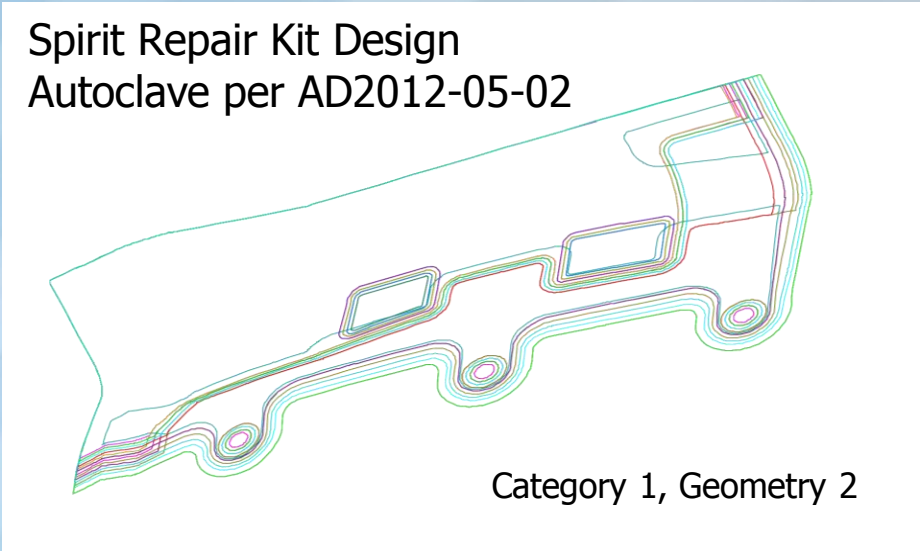 Spirit Repair Kit Design
Autoclave per AD2012-05-02
Category 1, Geometry 2